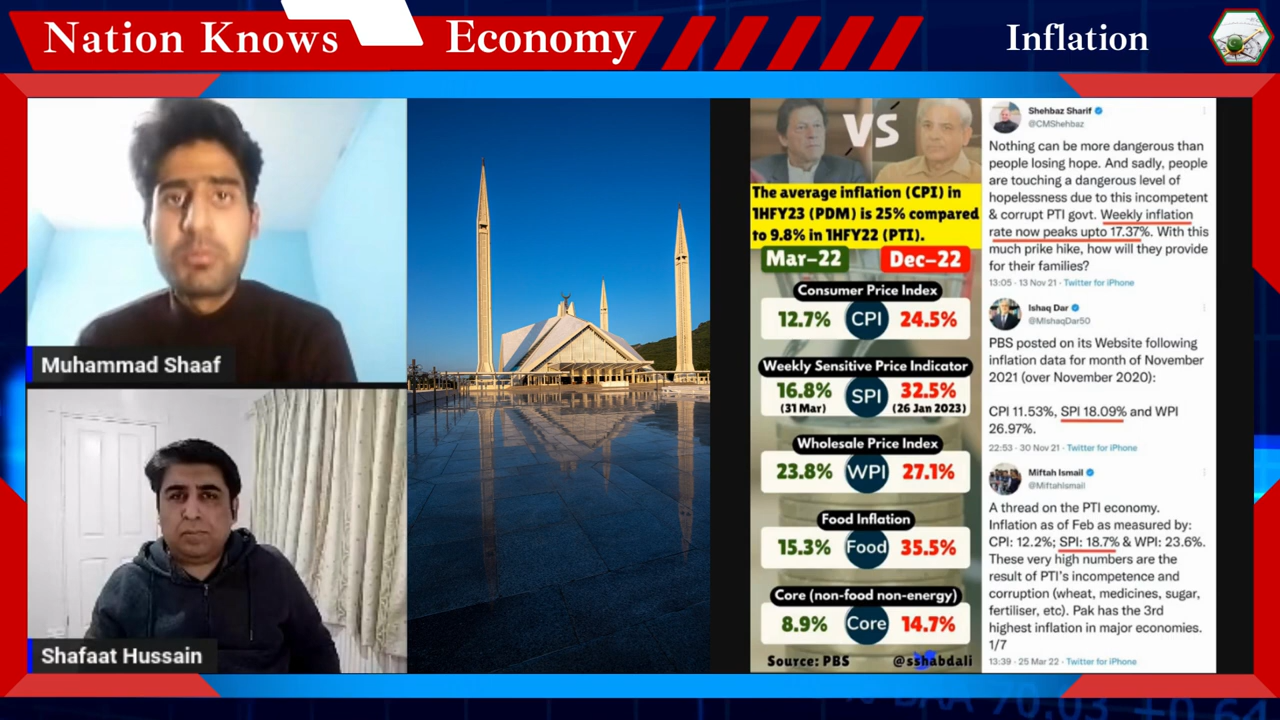 Nation Knows
Economy
Inflation
Muhammad Shaaf
Shafaat Hussain
VS
The average inflation (CPI) in
1HFY23 (PDM) is 25% compared
to 9.8% in 1HFY22 (PTI).
Mar-22 Dec-22
Consumer Price Index
12.7% CPI 24.5%
Weekly Sensitive Price Indicator
16.8% SPI 32.5%
(31 Mar) (26 Jan 2023)
Wholesale Price Index
23.8% WPI 27.1%
Food Inflation
15.3% Food 35.5%
Core (non-food non-energy)
8.9% Core 14.7%
Source: PBS @sshabdali
Shehbaz Sharif
@CMShehbaz
Nothing can be more dangerous than
people losing hope. And sadly, people
are touching a dangerous level of
hopelessness due to this incompetent
& corrupt PTI govt. Weekly inflation
rate now peaks upto 17.37%. With this
much prike hike, how will they provide
for their families?
13:05 · 13 Nov 21 · Twitter for iPhone
Ishaq Dar
@MIshaqDar50
PBS posted on its Website following
inflation data for month of November
2021 (over November 2020):
CPI 11.53%, SPI 18.09% and WPI
26.97%.
22:53 · 30 Nov 21 · Twitter for iPhone
Miftah Ismail
@MiftahIsmail
A thread on the PTI economy.
Inflation as of Feb as measured by:
CPI: 12.2%; SPI: 18.7% & WPI: 23.6%.
These very high numbers are the
result of PTI's incompetence and
corruption (wheat, medicines, sugar,
fertiliser, etc). Pak has the 3rd
highest inflation in major economies.
1/7
13:39 · 25 Mar 22 · Twitter for iPhone